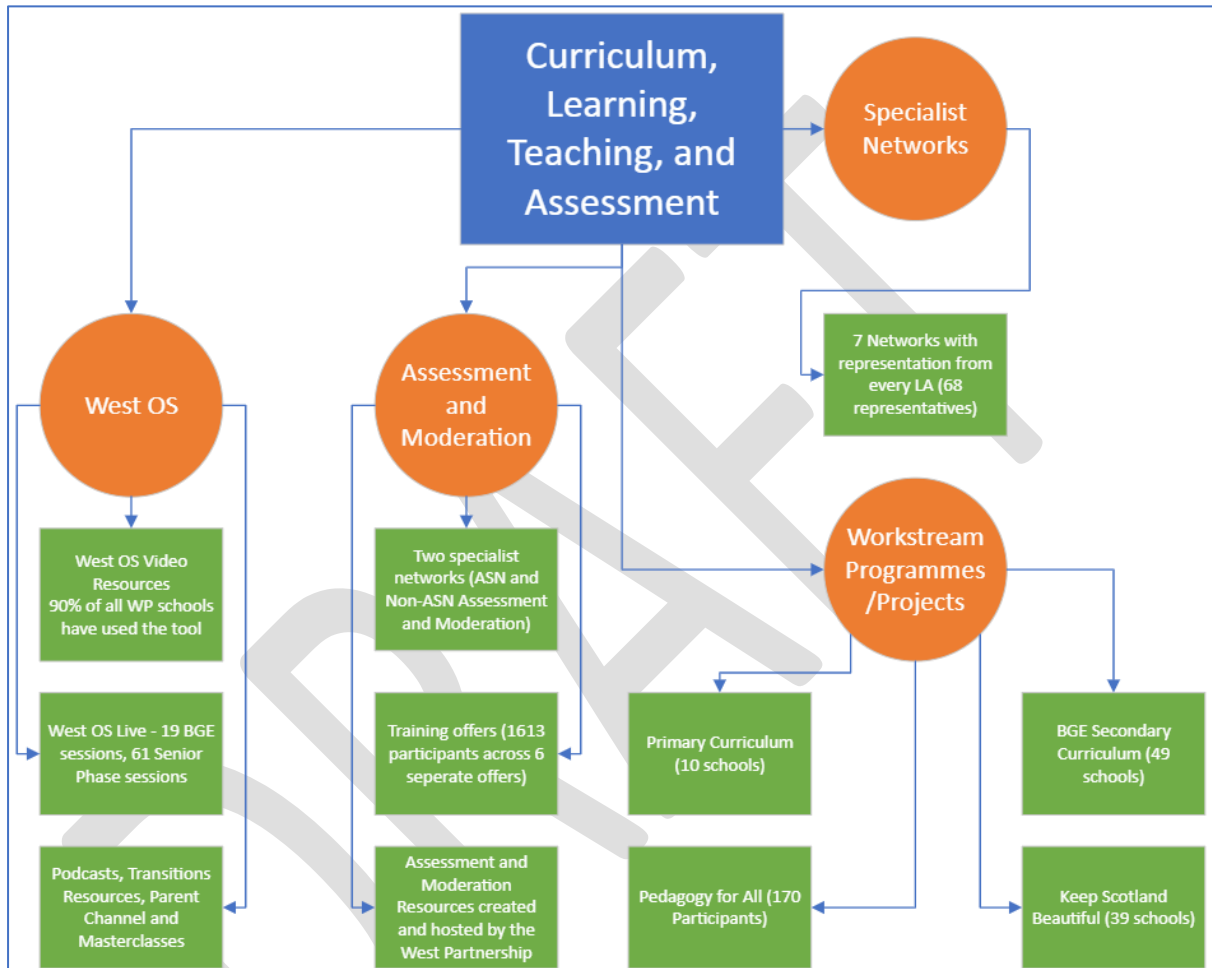 Curriculum,
Learning,
Teaching, and
Assessment
Specialist
Networks
7 Networks with
representation from
every LA (68
representatives)
West OS
Assessment
and
Moderation
Workstream
Programmes
/Projects
West OS Video
Resources
90% of all WP schools
have used the tool
Two specialist
networks (ASN and
Non-ASN Assessment
and Moderation)
West OS Live - 19 BGE
sessions, 61 Senior
Phase sessions
Training offers (1613
participants across 6
seperate offers)
Primary Curriculum
(10 schools)
BGE Secondary
Curriculum (49
schools)
Podcasts, Transitions
Resources, Parent
Channel and
Masterclasses
Assessment and
Moderation
Resources created
and hosted by the
West Partnership
Pedagogy for All (170
Participants)
Keep Scotland
Beautiful (39 schools)
DRAFT